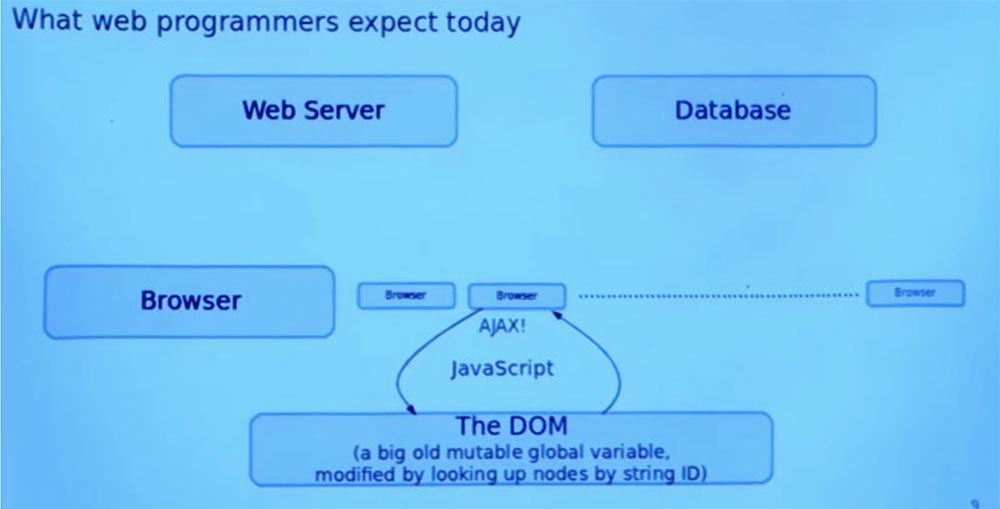 What web programmers expect today
Web Server
Database
Browser
Browser
Browser
Browser
AJAX!
JavaScript
The DOM
(a big old mutable global variable,
modified by looking up nodes by string ID)
9